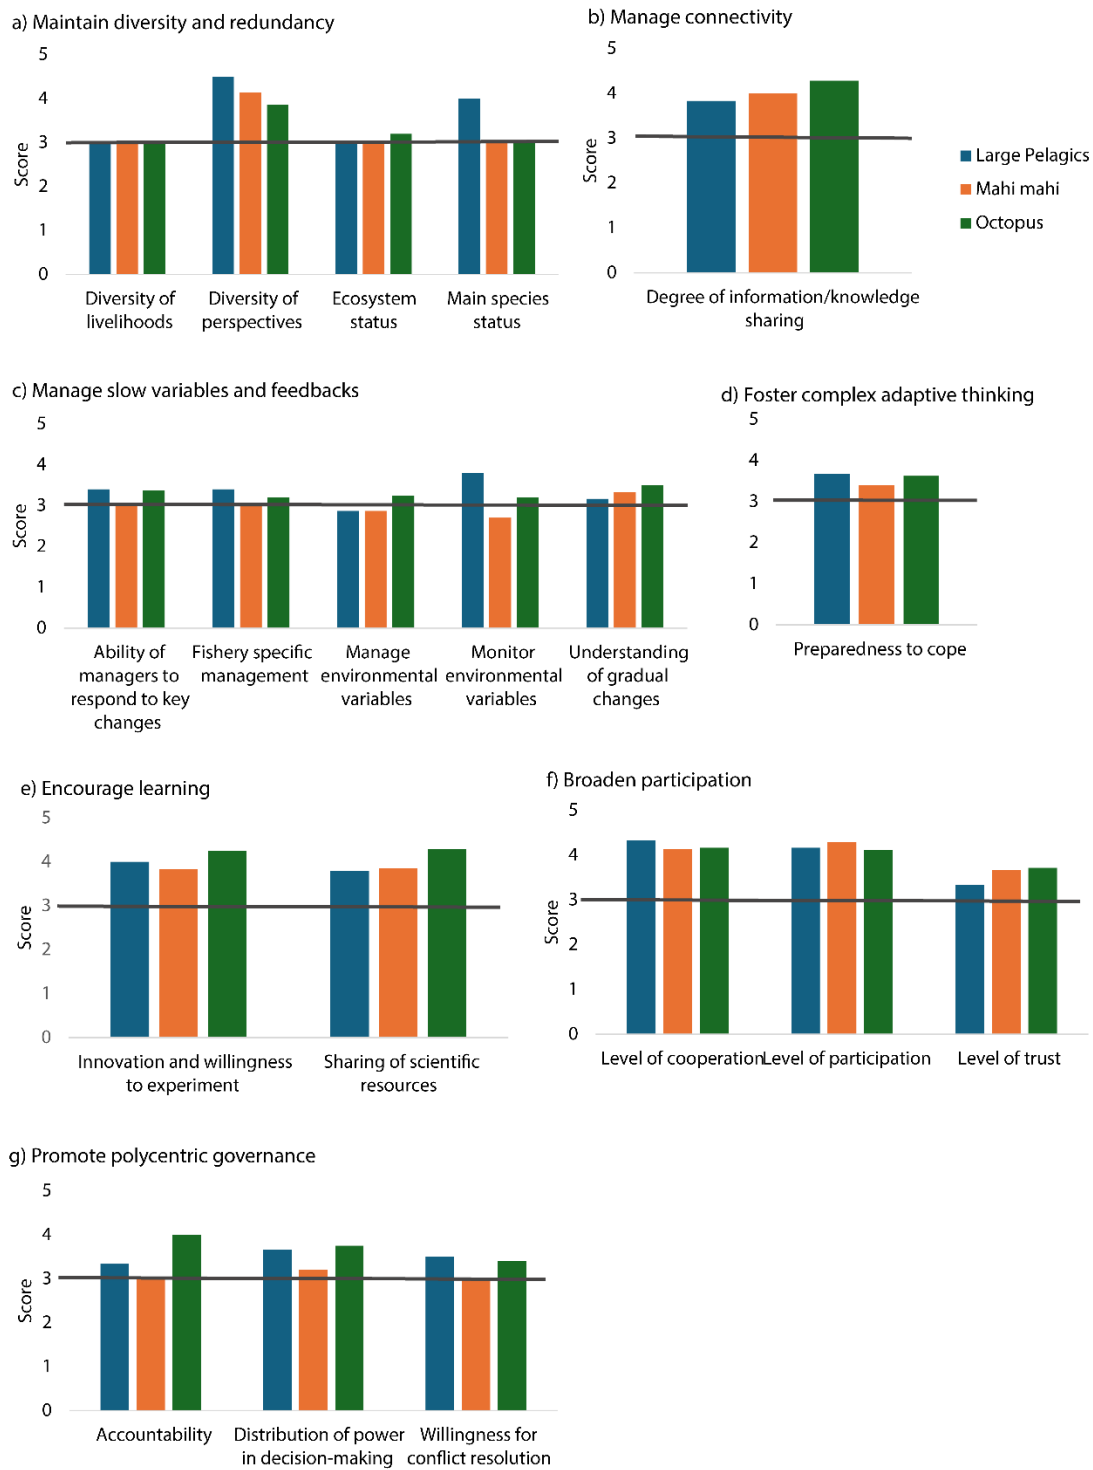 a) Maintain diversity and redundancy
5
4
3
2
1
0
Score
Diversity of livelihoods
Diversity of perspectives
Ecosystem status
Main species status
b) Manage connectivity
5
4
3
2
1
0
Score
Degree of information/knowledge
sharing
Large Pelagics
Mahi mahi
Octopus
c) Manage slow variables and feedbacks
5
4
3
2
1
0
Score
Ability of
managers to
respond to key
changes
Fishery specific
management
Manage
environmental
variables
Monitor
environmental
variables
Understanding
of gradual
changes
d) Foster complex adaptive thinking
5
4
3
2
1
0
Preparedness to cope
e) Encourage learning
5
4
3
2
1
0
Score
Innovation and willingness
to experiment
Sharing of scientific
resources
f) Broaden participation
5
4
3
2
1
0
Score
Level of cooperation
Level of participation
Level of trust
g) Promote polycentric governance
5
4
3
2
1
0
Score
Accountability
Distribution of power
in decision-making
Willingness for
conflict resolution